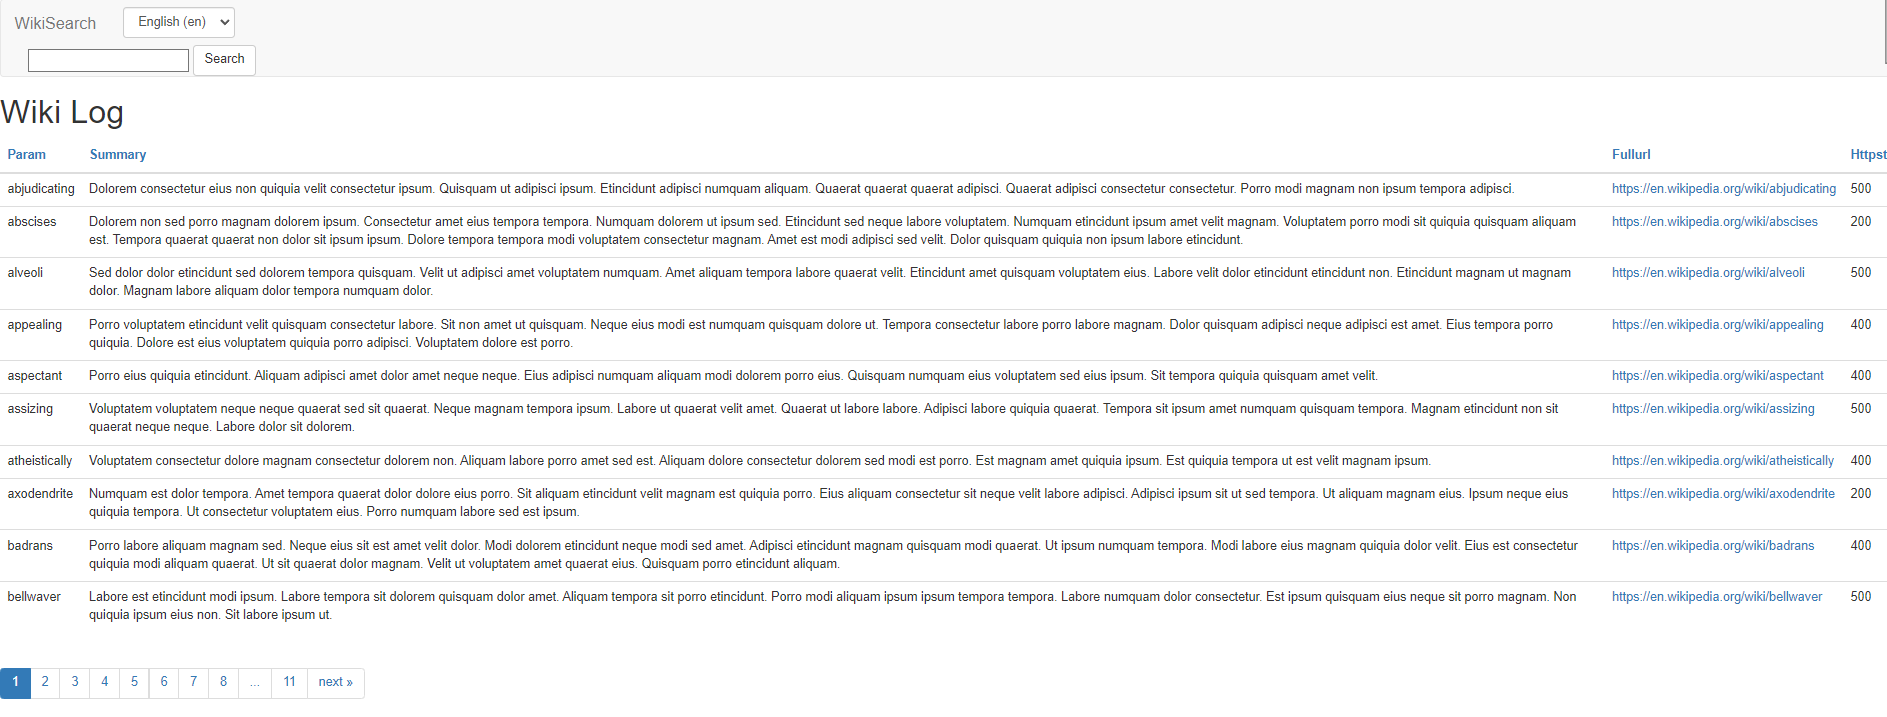 WikiSearch English (en)
Search
Wiki Log
Param Summary Fullurl Httpst
abjudicating Dolorem consectetur eius non quiquia velit consectetur ipsum. Quisquam ut adipisci ipsum. Etincidunt adipisci numquam aliquam. Quaerat quaerat quaerat adipisci. Quaerat adipisci consectetur consectetur. Porro modi magnam non ipsum tempora adipisci. https://en.wikipedia.org/wiki/abjudicating 500
abscises Dolorem non sed porro magnam dolorem ipsum. Consectetur amet eius tempora tempora. Numquam dolorem ut ipsum sed. Etincidunt sed neque labore voluptatem. Numquam etincidunt ipsum amet velit magnam. Voluptatem porro modi sit quiquia quisquam aliquam https://en.wikipedia.org/wiki/abscises 200
est. Tempora quaerat quaerat non dolor sit ipsum ipsum. Dolore tempora tempora modi voluptatem consectetur magnam. Amet est modi adipisci sed velit. Dolor quisquam quiquia non ipsum labore etincidunt.
alveoli Sed dolor dolor etincidunt sed dolorem tempora quisquam. Velit ut adipisci amet voluptatem numquam. Amet aliquam tempora labore quaerat velit. Etincidunt amet quisquam voluptatem eius. Labore velit dolor etincidunt etincidunt non. Etincidunt magnam ut magnam https://en.wikipedia.org/wiki/alveoli 500
dolor. Magnam labore aliquam dolor tempora numquam dolor.
appealing Porro voluptatem etincidunt velit quisquam consectetur labore. Sit non amet ut quisquam. Neque eius modi est numquam quisquam dolore ut. Tempora consectetur labore porro labore magnam. Dolor quisquam adipisci neque adipisci est amet. Eius tempora porro https://en.wikipedia.org/wiki/appealing 400
quiquia. Dolore est eius voluptatem quiquia porro adipisci. Voluptatem dolore est porro.
aspectant Porro eius quiquia etincidunt. Aliquam adipisci amet dolor amet neque neque. Eius adipisci numquam aliquam modi dolorem porro eius. Quisquam numquam eius voluptatem sed eius ipsum. Sit tempora quiquia quisquam amet velit. https://en.wikipedia.org/wiki/aspectant 400
assizing Voluptatem voluptatem neque neque quaerat sed sit quaerat. Neque magnam tempora ipsum. Labore ut quaerat velit amet. Quaerat ut labore labore. Adipisci labore quiquia quaerat. Tempora sit ipsum amet numquam quisquam tempora. Magnam etincidunt non sit https://en.wikipedia.org/wiki/assizing 500
quaerat neque neque. Labore dolor sit dolorem.
atheistically Voluptatem consectetur dolore magnam consectetur dolorem non. Aliquam labore porro amet sed est. Aliquam dolore consectetur dolorem sed modi est porro. Est magnam amet quiquia ipsum. Est quiquia tempora ut est velit magnam ipsum. https://en.wikipedia.org/wiki/atheistically 400
axodendrite Numquam est dolor tempora. Amet tempora quaerat dolor dolore eius porro. Sit aliquam etincidunt velit magnam est quiquia porro. Eius aliquam consectetur sit neque velit labore adipisci. Adipisci ipsum sit ut sed tempora. Ut aliquam magnam eius. Ipsum neque eius https://en.wikipedia.org/wiki/axodendrite 200
quiquia tempora. Ut consectetur voluptatem eius. Porro numquam labore sed est ipsum.
badrans Porro labore aliquam magnam sed. Neque eius sit est amet velit dolor. Modi dolorem etincidunt neque modi sed amet. Adipisci etincidunt magnam quisquam modi quaerat. Ut ipsum numquam tempora. Modi labore eius magnam quiquia dolor velit. Eius est consectetur https://en.wikipedia.org/wiki/badrans 400
quiquia modi aliquam quaerat. Ut sit quaerat dolor magnam. Velit ut voluptatem amet quaerat eius. Quisquam porro etincidunt aliquam.
bellwaver Labore est etincidunt modi ipsum. Labore tempora sit dolorem quisquam dolor amet. Aliquam tempora sit porro etincidunt. Porro modi aliquam ipsum ipsum tempora tempora. Labore numquam dolor consectetur. Est ipsum quisquam eius neque sit porro magnam. Non https://en.wikipedia.org/wiki/bellwaver 500
quiquia ipsum eius non. Sit labore ipsum ut.
1 2 3 4 5 6 7 8 ... 11 next »